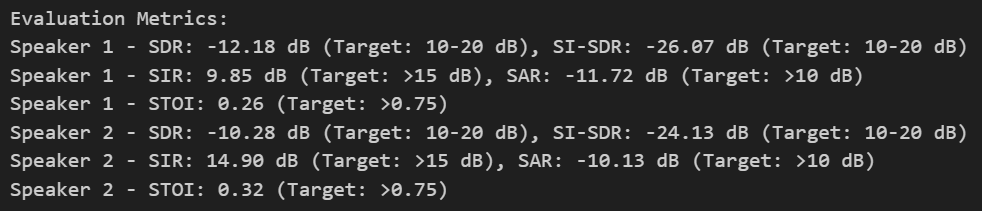 Evaluation Metrics:
Speaker 1 - SDR: -12.18 dB (Target: 10-20 dB), SI-SDR: -26.07 dB (Target: 10-20 dB)
Speaker 1 - SIR: 9.85 dB (Target: >15 dB), SAR: -11.72 dB (Target: >10 dB)
Speaker 1 - STOI: 0.26 (Target: >0.75)
Speaker 2 - SDR: -10.28 dB (Target: 10-20 dB), SI-SDR: -24.13 dB (Target: 10-20 dB)
Speaker 2 - SIR: 14.90 dB (Target: >15 dB), SAR: -10.13 dB (Target: >10 dB)
Speaker 2 - STOI: 0.32 (Target: >0.75)